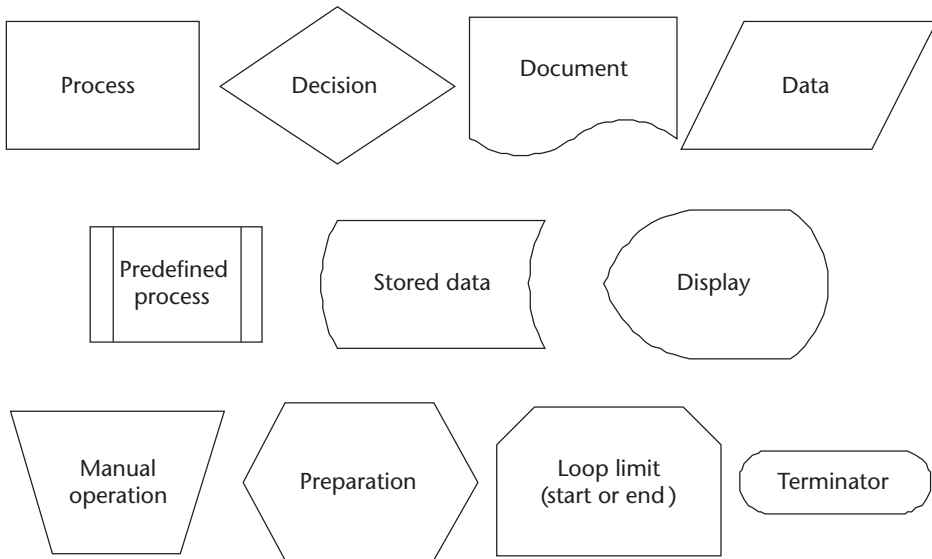 Process
Decision
Document
Data
Predefined
process
Stored data
Display
Manual
operation
Preparation
Loop limit
(start or end)
Terminator